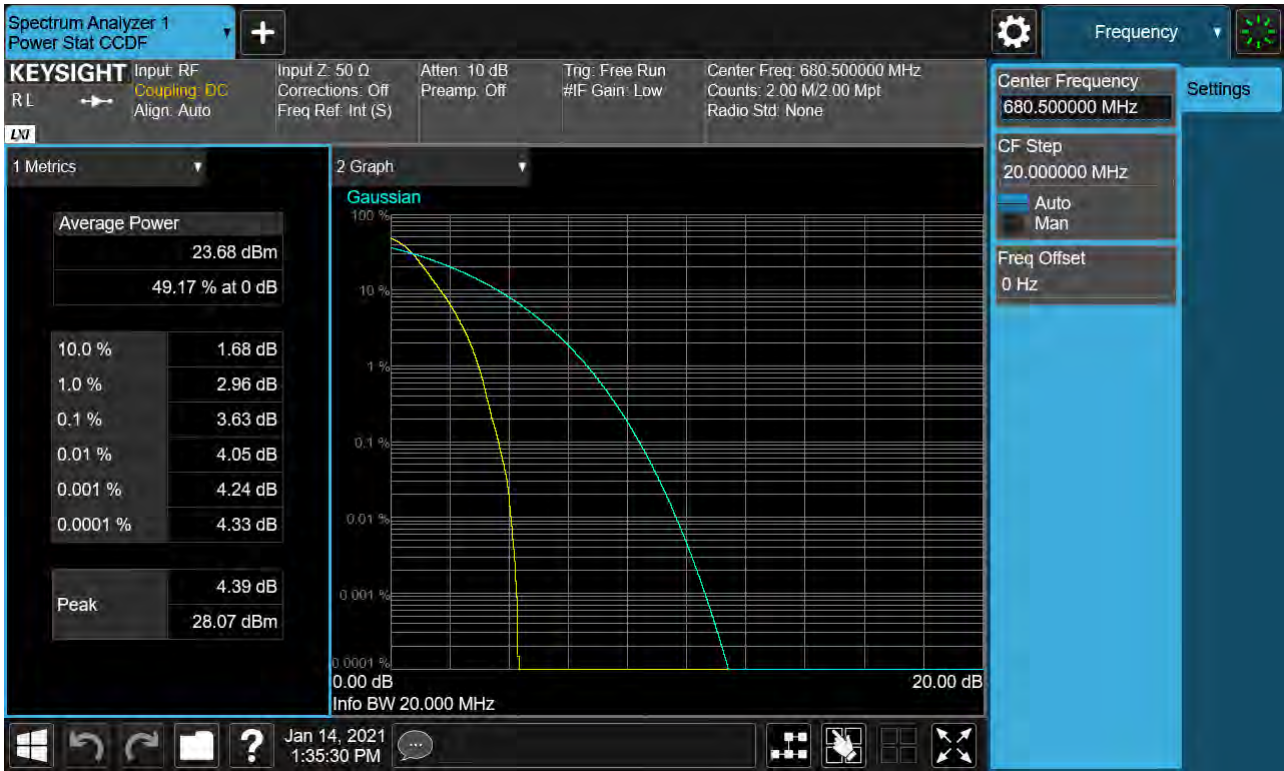 Spectrum Analyzer 1
Power Stat CCDF
+
Frequency
KEYSIGHT
R L
LXI
Input: RF
Coupling: DC
Align: Auto
Input Z: 50 Ω
Corrections: Off
Freq Ref: Int (S)
Atten: 10 dB
Preamp: Off
Trig: Free Run
#IF Gain: Low
Center Freq: 680.500000 MHz
Counts: 2.00 M/2.00 Mpt
Radio Std: None
Center Frequency
680.500000 MHz
Settings
CF Step
20.000000 MHz
Auto
Man
Freq Offset
0 Hz
1 Metrics
Average Power
23.68 dBm
49.17 % at 0 dB
10.0 % 1.68 dB
1.0 % 2.96 dB
0.1 % 3.63 dB
0.01 % 4.05 dB
0.001 % 4.24 dB
0.0001 % 4.33 dB
Peak
4.39 dB
28.07 dBm
2 Graph
Gaussian
100 %
10 %
1 %
0.1 %
0.01 %
0.001 %
0.0001 %
0.00 dB 20.00 dB
Info BW 20.000 MHz
?
Jan 14, 2021
1:35:30 PM